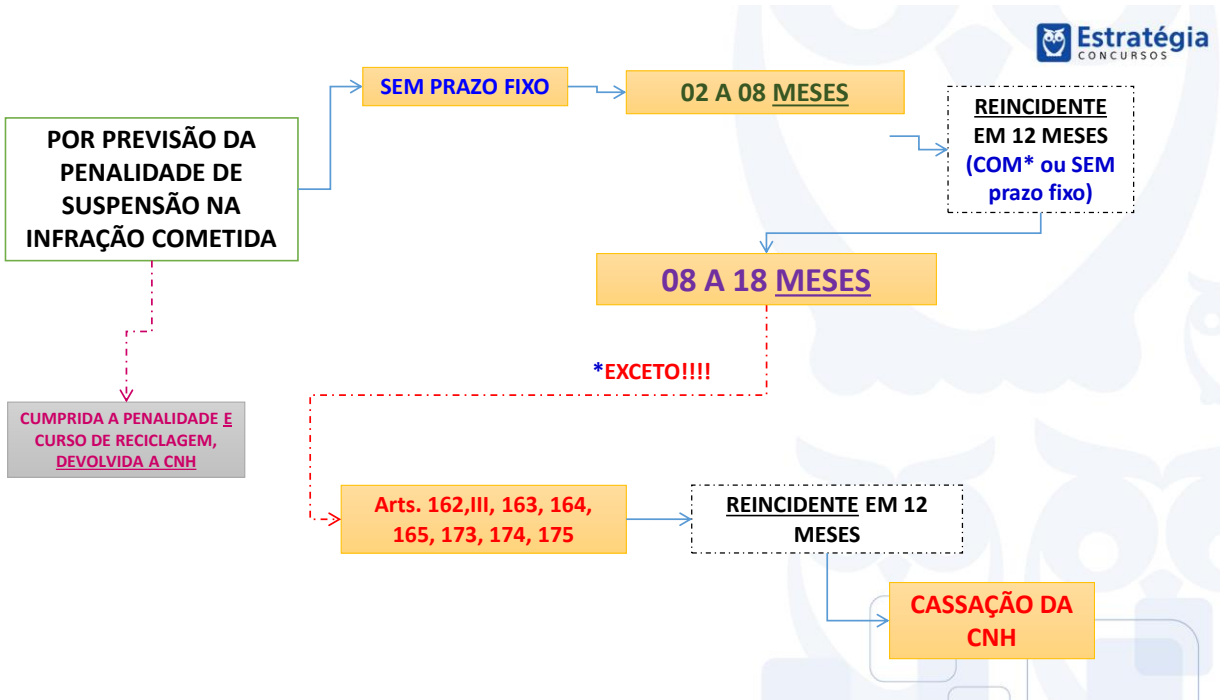 Estratégia
CONCURSOS
SEM PRAZO FIXO
02 A 08 MESES
REINCIDENTE
EM 12 MESES
(COM* ou SEM
prazo fixo)
POR PREVISÃO DA
PENALIDADE DE
SUSPENSÃO NA
INFRAÇÃO COMETIDA
08 A 18 MESES
*EXCETO!!!!
CUMPRIDA A PENALIDADE E
CURSO DE RECICLAGEM,
DEVOLVIDA A CNH
Arts. 162,III, 163, 164,
165, 173, 174, 175
REINCIDENTE EM 12
MESES
CASSAÇÃO DA
CNH